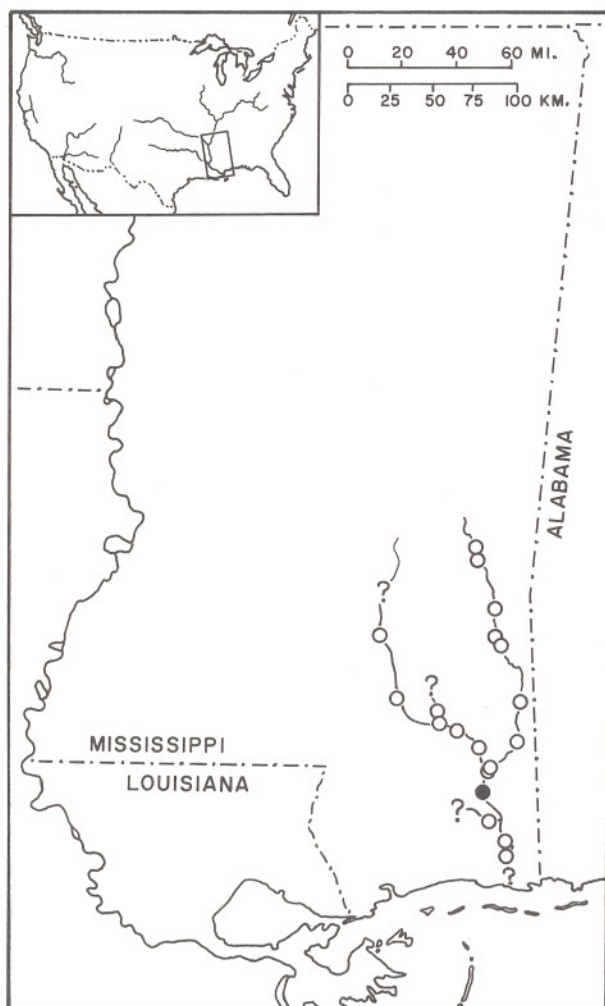 0 20 40 60 MI.
0 25 50 75 100 KM.
ALABAMA
?
?
MISSISSIPPI
LOUISIANA
?
?